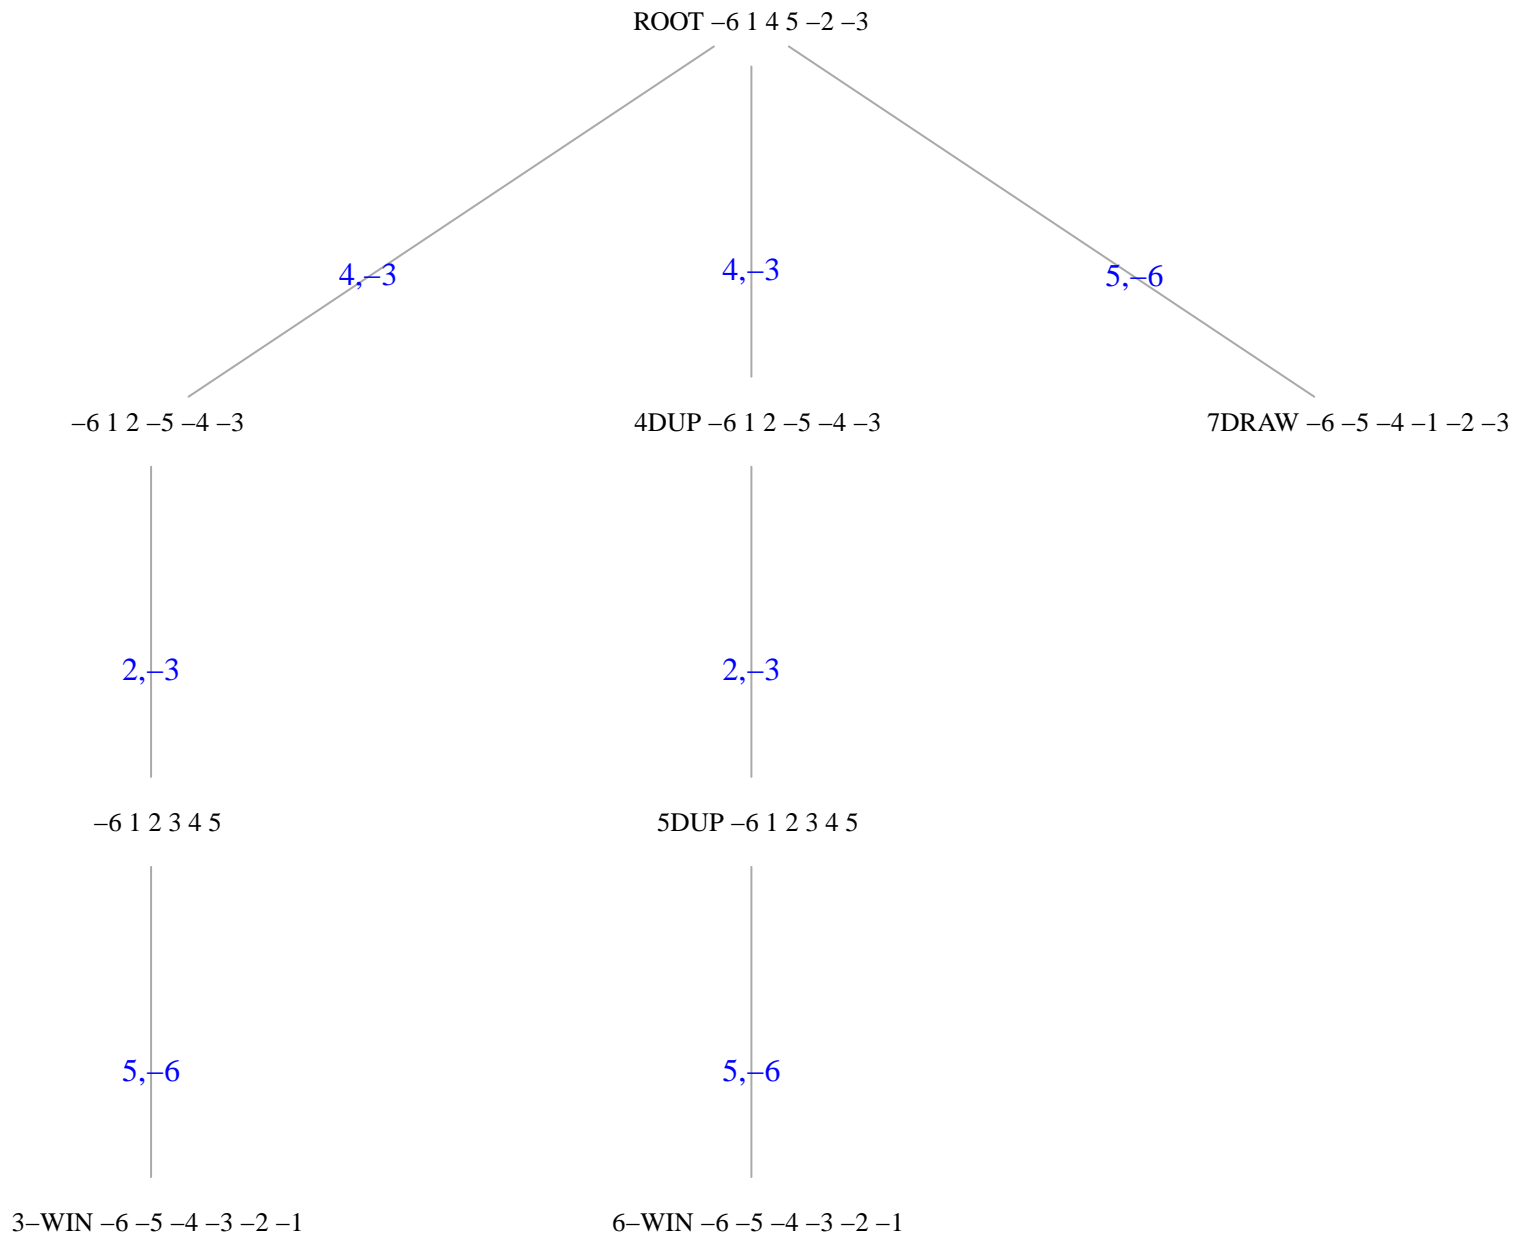 ROOT –6 1 4 5 –2 –3
4,–3
4,–3
5,–6
–6 1 2 –5 –4 –3
4DUP –6 1 2 –5 –4 –3
7DRAW –6 –5 –4 –1 –2 –3
2,–3
2,–3
–6 1 2 3 4 5
5DUP –6 1 2 3 4 5
5,–6
5,–6
3–WIN –6 –5 –4 –3 –2 –1
6–WIN –6 –5 –4 –3 –2 –1